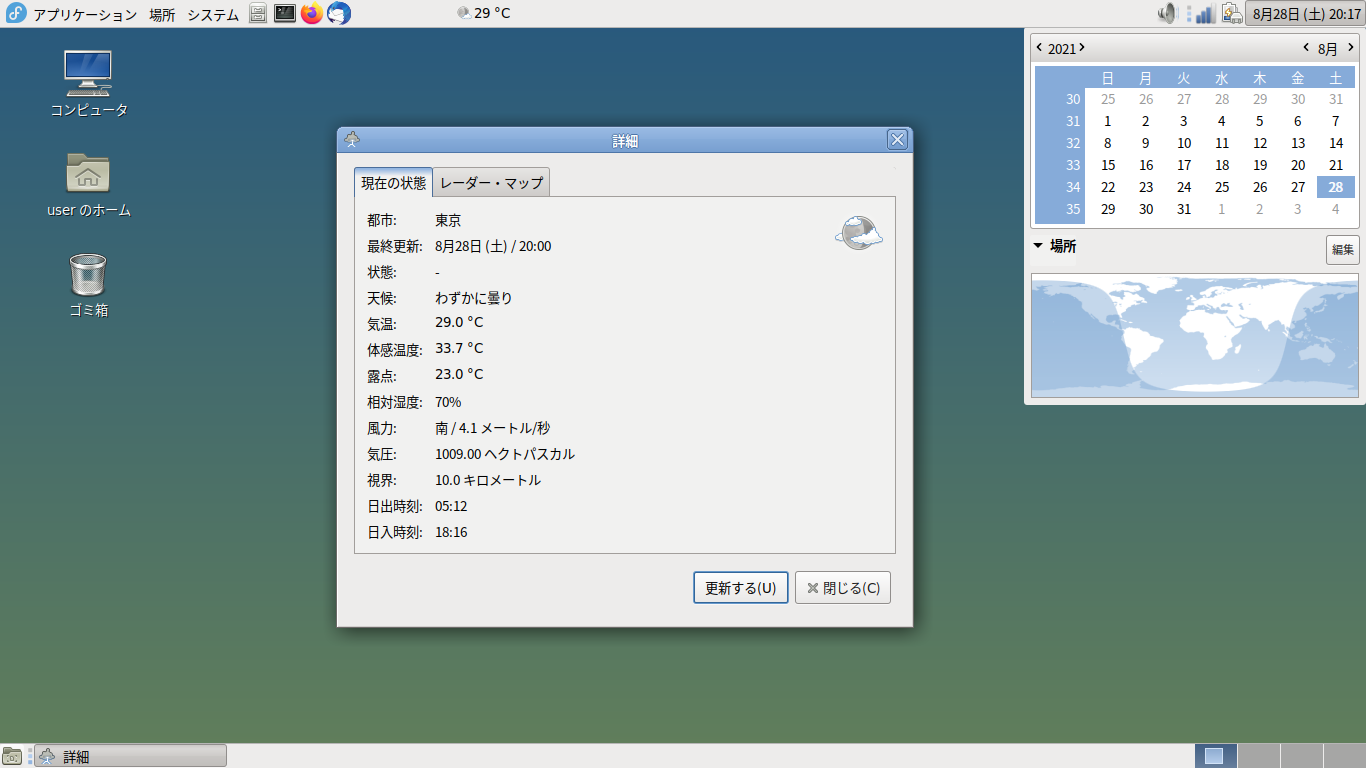 アプリケーション 場所 システム 29 °C 8月28日 (土) 20:17
コンピュータ
user のホーム
ゴミ箱
詳細
現在の状態 レーダー・マップ
都市: 東京
最終更新: 8月28日 (土) / 20:00
状態: -
天候: わずかに曇り
気温: 29.0 °C
体感温度: 33.7 °C
露点: 23.0 °C
相対湿度: 70%
風力: 南 / 4.1 メートル/秒
気圧: 1009.00 ヘクトパスカル
視界: 10.0 キロメートル
日出時刻: 05:12
日入時刻: 18:16
更新する(U) 閉じる(C)
2021 8月
日 月 火 水 木 金 土
30 25 26 27 28 29 30 31
31 1 2 3 4 5 6 7
32 8 9 10 11 12 13 14
33 15 16 17 18 19 20 21
34 22 23 24 25 26 27 28
35 29 30 31 1 2 3 4
場所 編集
詳細